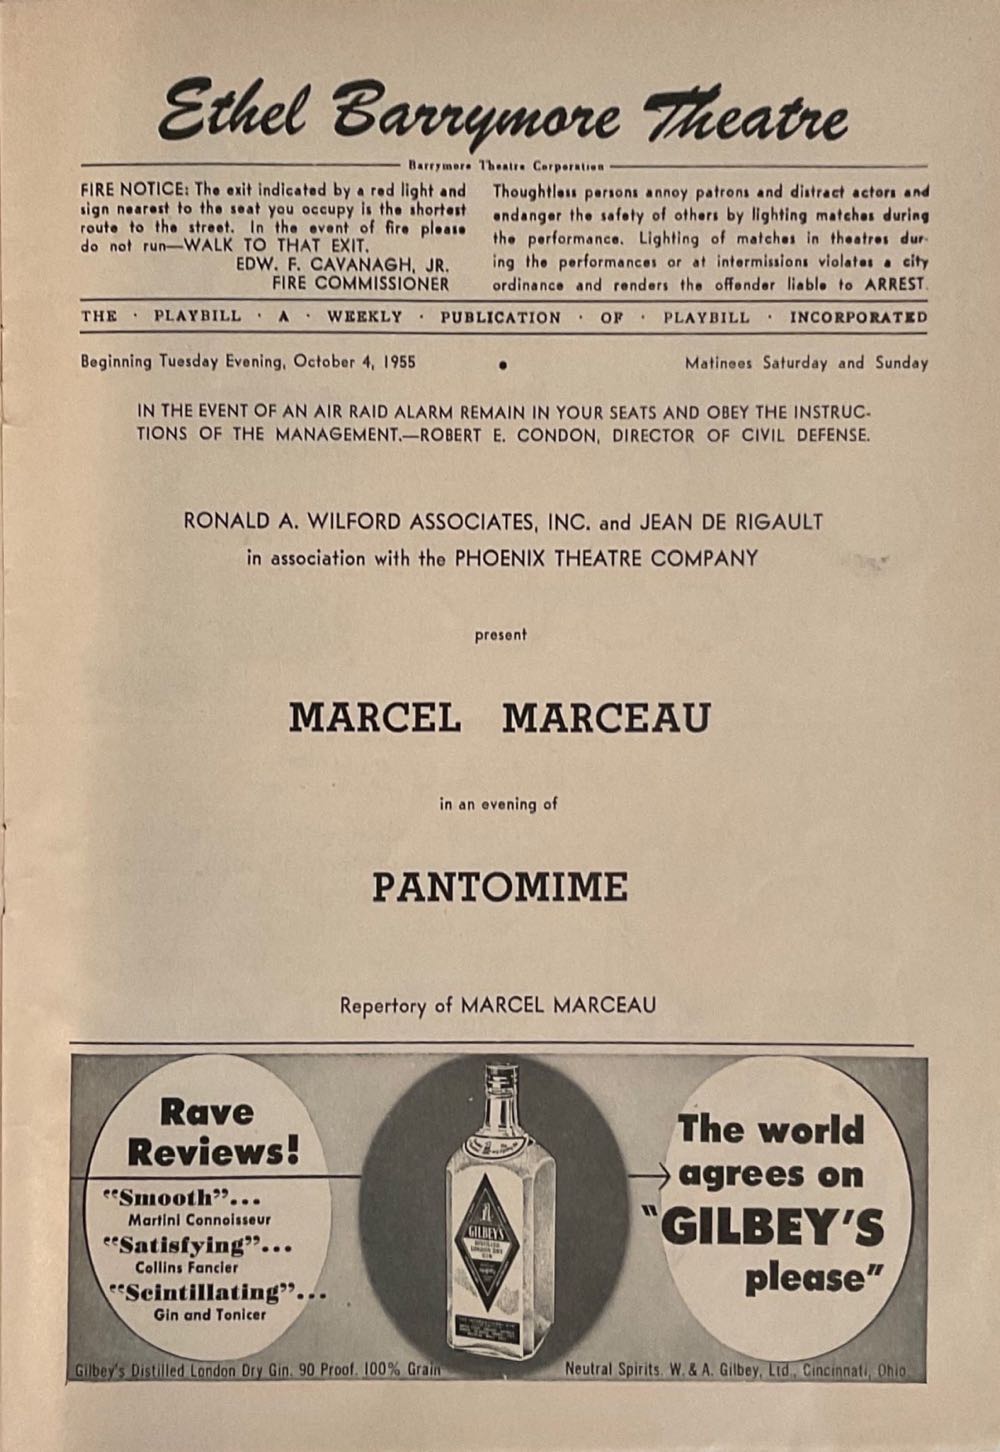 Ethel Barrymore Theatre
Barrymore Theatre Corporation
FIRE NOTICE: The exit indicated by a red light and
sign nearest to the seat you occupy is the shortest
route to the street. In the event of fire please
do not run—WALK TO THAT EXIT.
EDW. F. CAVANAGH, JR.
FIRE COMMISSIONER
Thoughtless persons annoy patrons and distract actors and
endanger the safety of others by lighting matches during
the performance. Lighting of matches in theatres dur-
ing the performances or at intermissions violates a city
ordinance and renders the offender liable to ARREST.
THE · PLAYBILL · A · WEEKLY · PUBLICATION · OF · PLAYBILL · INCORPORATED
Beginning Tuesday Evening, October 4, 1955 • Matinees Saturday and Sunday
IN THE EVENT OF AN AIR RAID ALARM REMAIN IN YOUR SEATS AND OBEY THE INSTRUC-
TIONS OF THE MANAGEMENT.—ROBERT E. CONDON, DIRECTOR OF CIVIL DEFENSE.
RONALD A. WILFORD ASSOCIATES, INC. and JEAN DE RIGAULT
in association with the PHOENIX THEATRE COMPANY
present
MARCEL MARCEAU
in an evening of
PANTOMIME
Repertory of MARCEL MARCEAU
Rave
Reviews!
"Smooth"...
Martini Connoisseur
"Satisfying"...
Collins Fancier
"Scintillating"...
Gin and Tonicer
GILBEY'S
DISTILLED
LONDON DRY
GIN
The world
agrees on
"GILBEY'S
please"
Gilbey's Distilled London Dry Gin. 90 Proof. 100% Grain Neutral Spirits. W. & A. Gilbey, Ltd., Cincinnati, Ohio